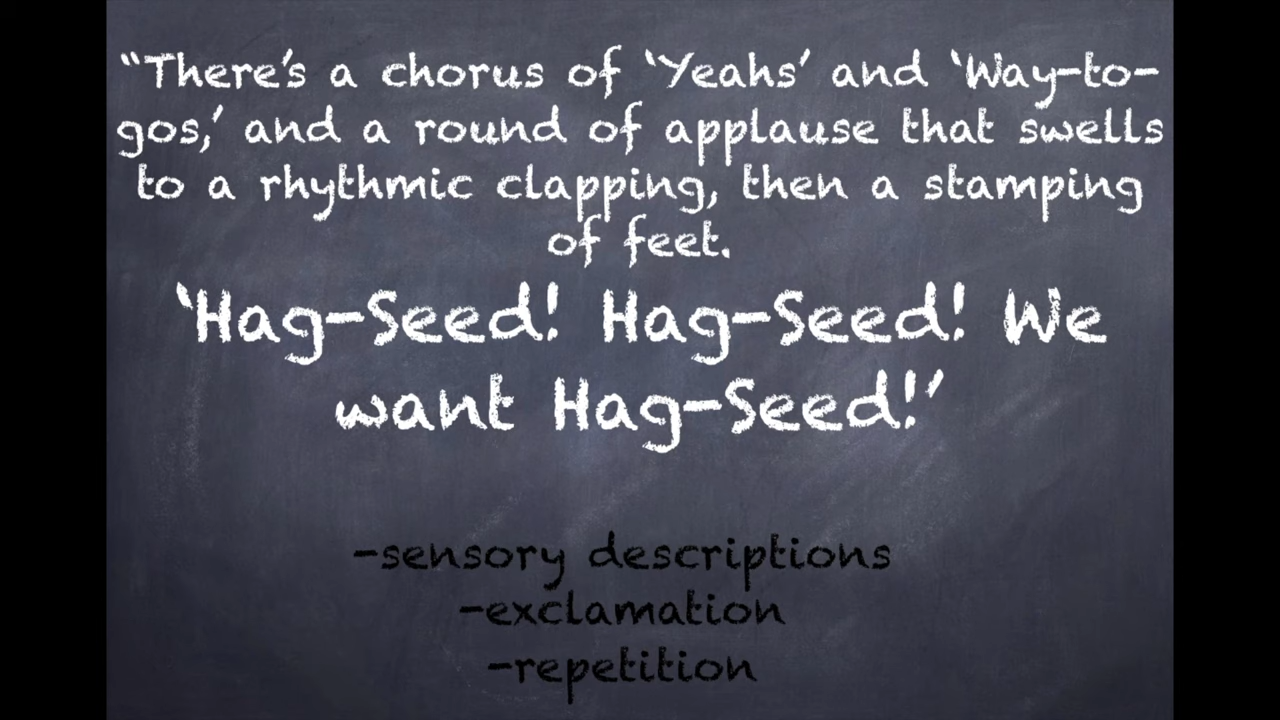 “There’s a chorus of ‘Yeahs’ and ‘Way-to-
gos,’ and a round of applause that swells
to a rhythmic clapping, then a stamping
of feet.
‘Hag-Seed! Hag-Seed! We
want Hag-Seed!’
-sensory descriptions
-exclamation
-repetition